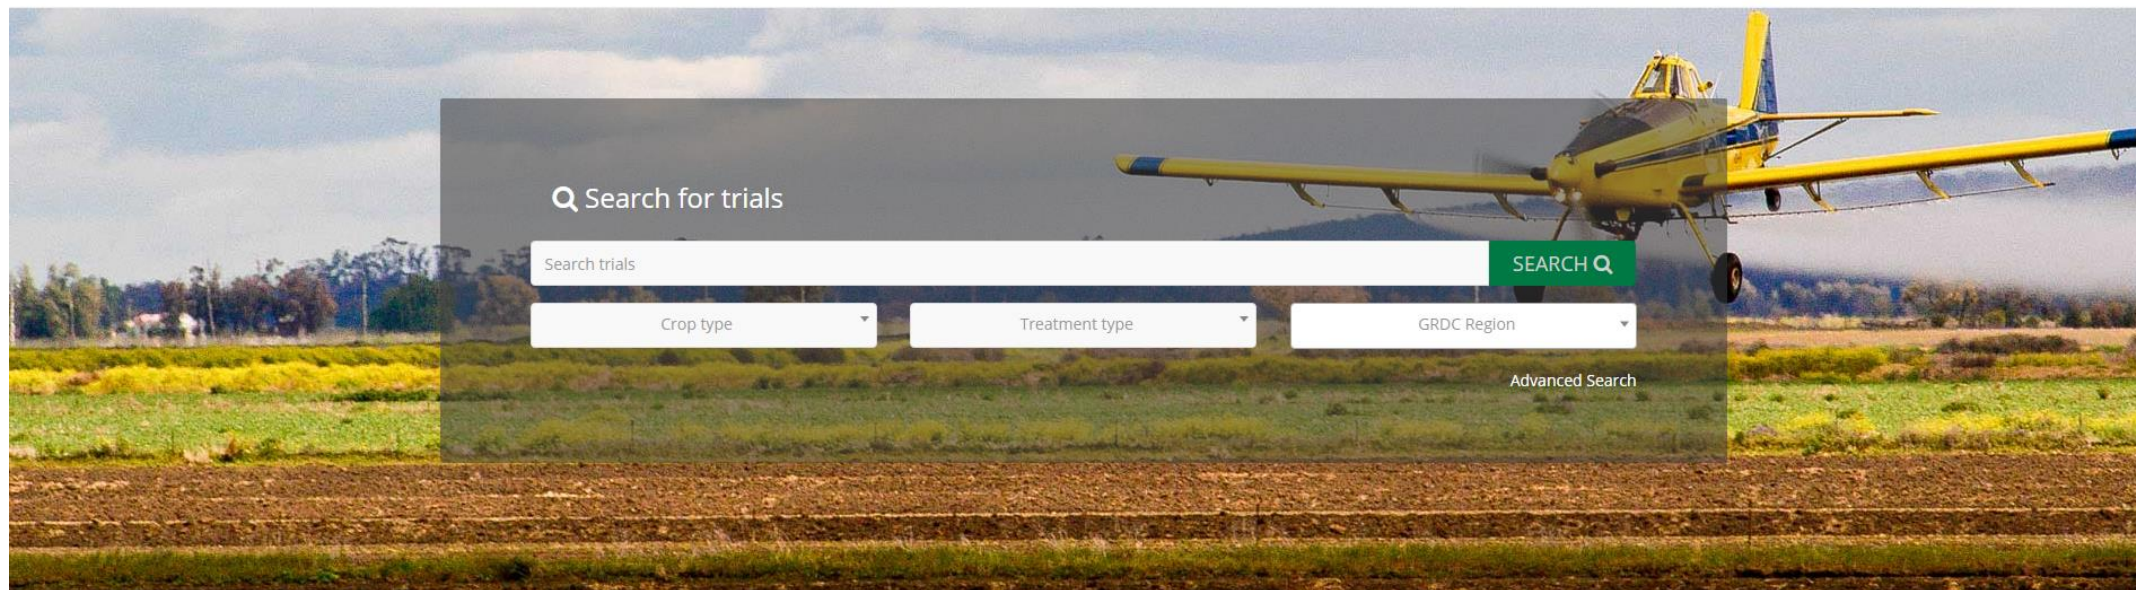 Search for trials
Search trials
SEARCH
Crop type
Treatment type
GRDC Region
Advanced Search